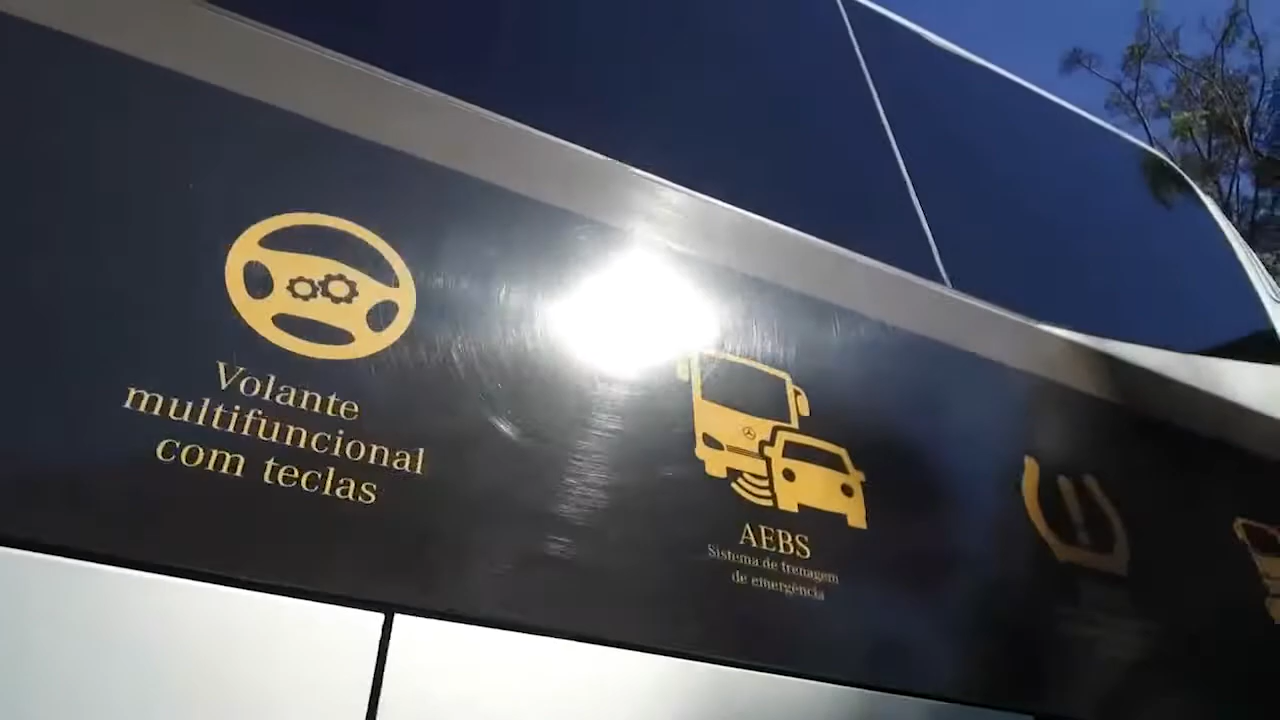 Volante
multifuncional
com teclas
AEBS
Sistema de frenagem
de emergência